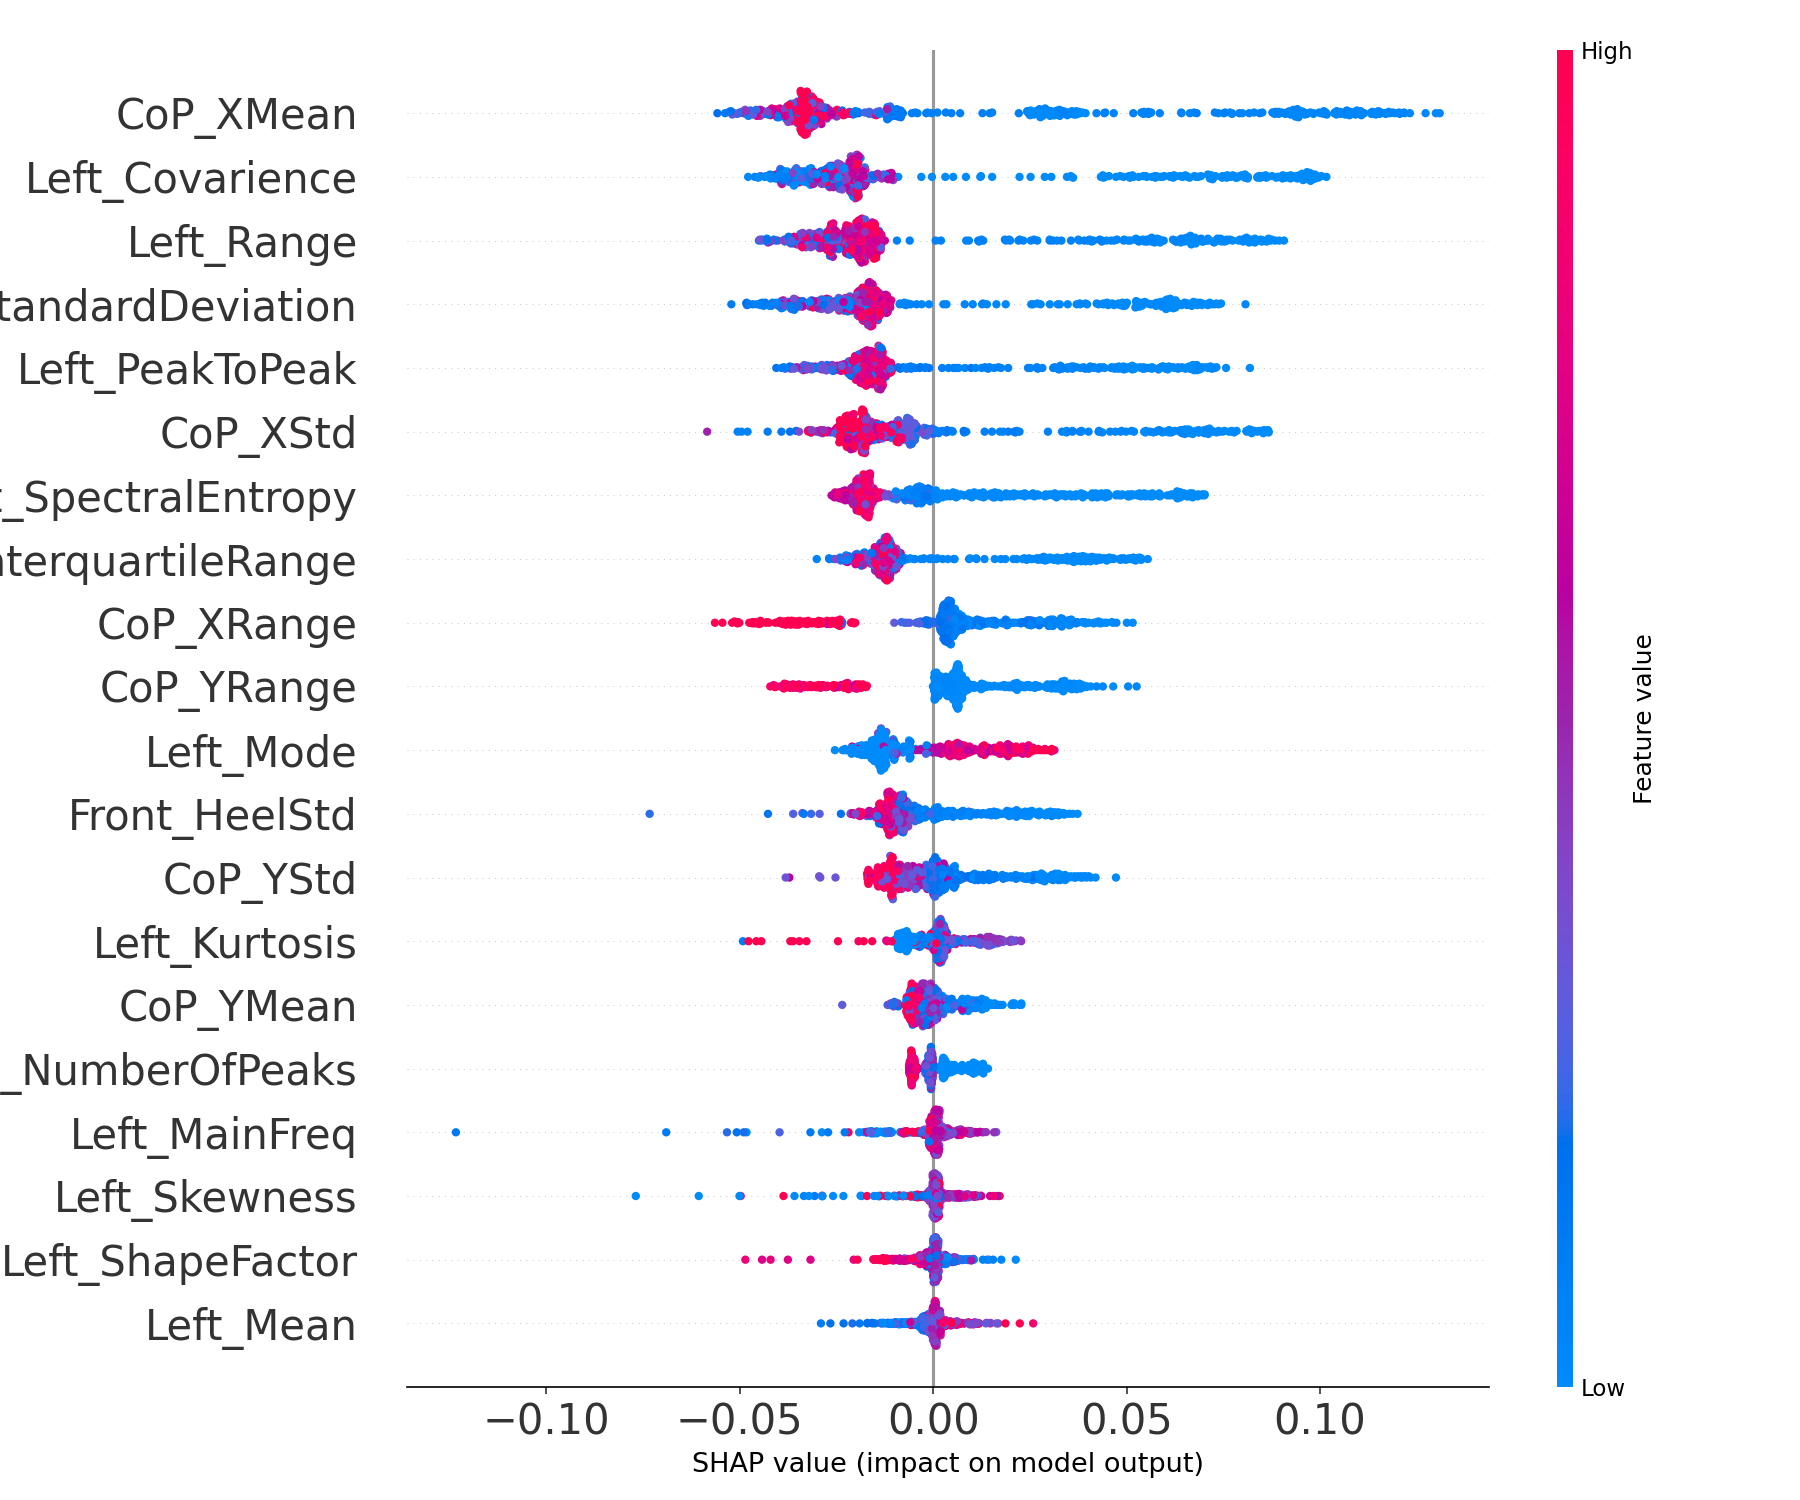 High
CoP_XMean
Left_Covarience
Left_Range
tandardDeviation
Left_PeakToPeak
CoP_XStd
t_SpectralEntropy
nterquartileRange
CoP_XRange
CoP_YRange
Left_Mode
Front_HeelStd
CoP_YStd
Left_Kurtosis
CoP_YMean
_NumberOfPeaks
Left_MainFreq
Left_Skewness
Left_ShapeFactor
Left_Mean
Feature value
Low
−0.10 −0.05 0.00 0.05 0.10
SHAP value (impact on model output)